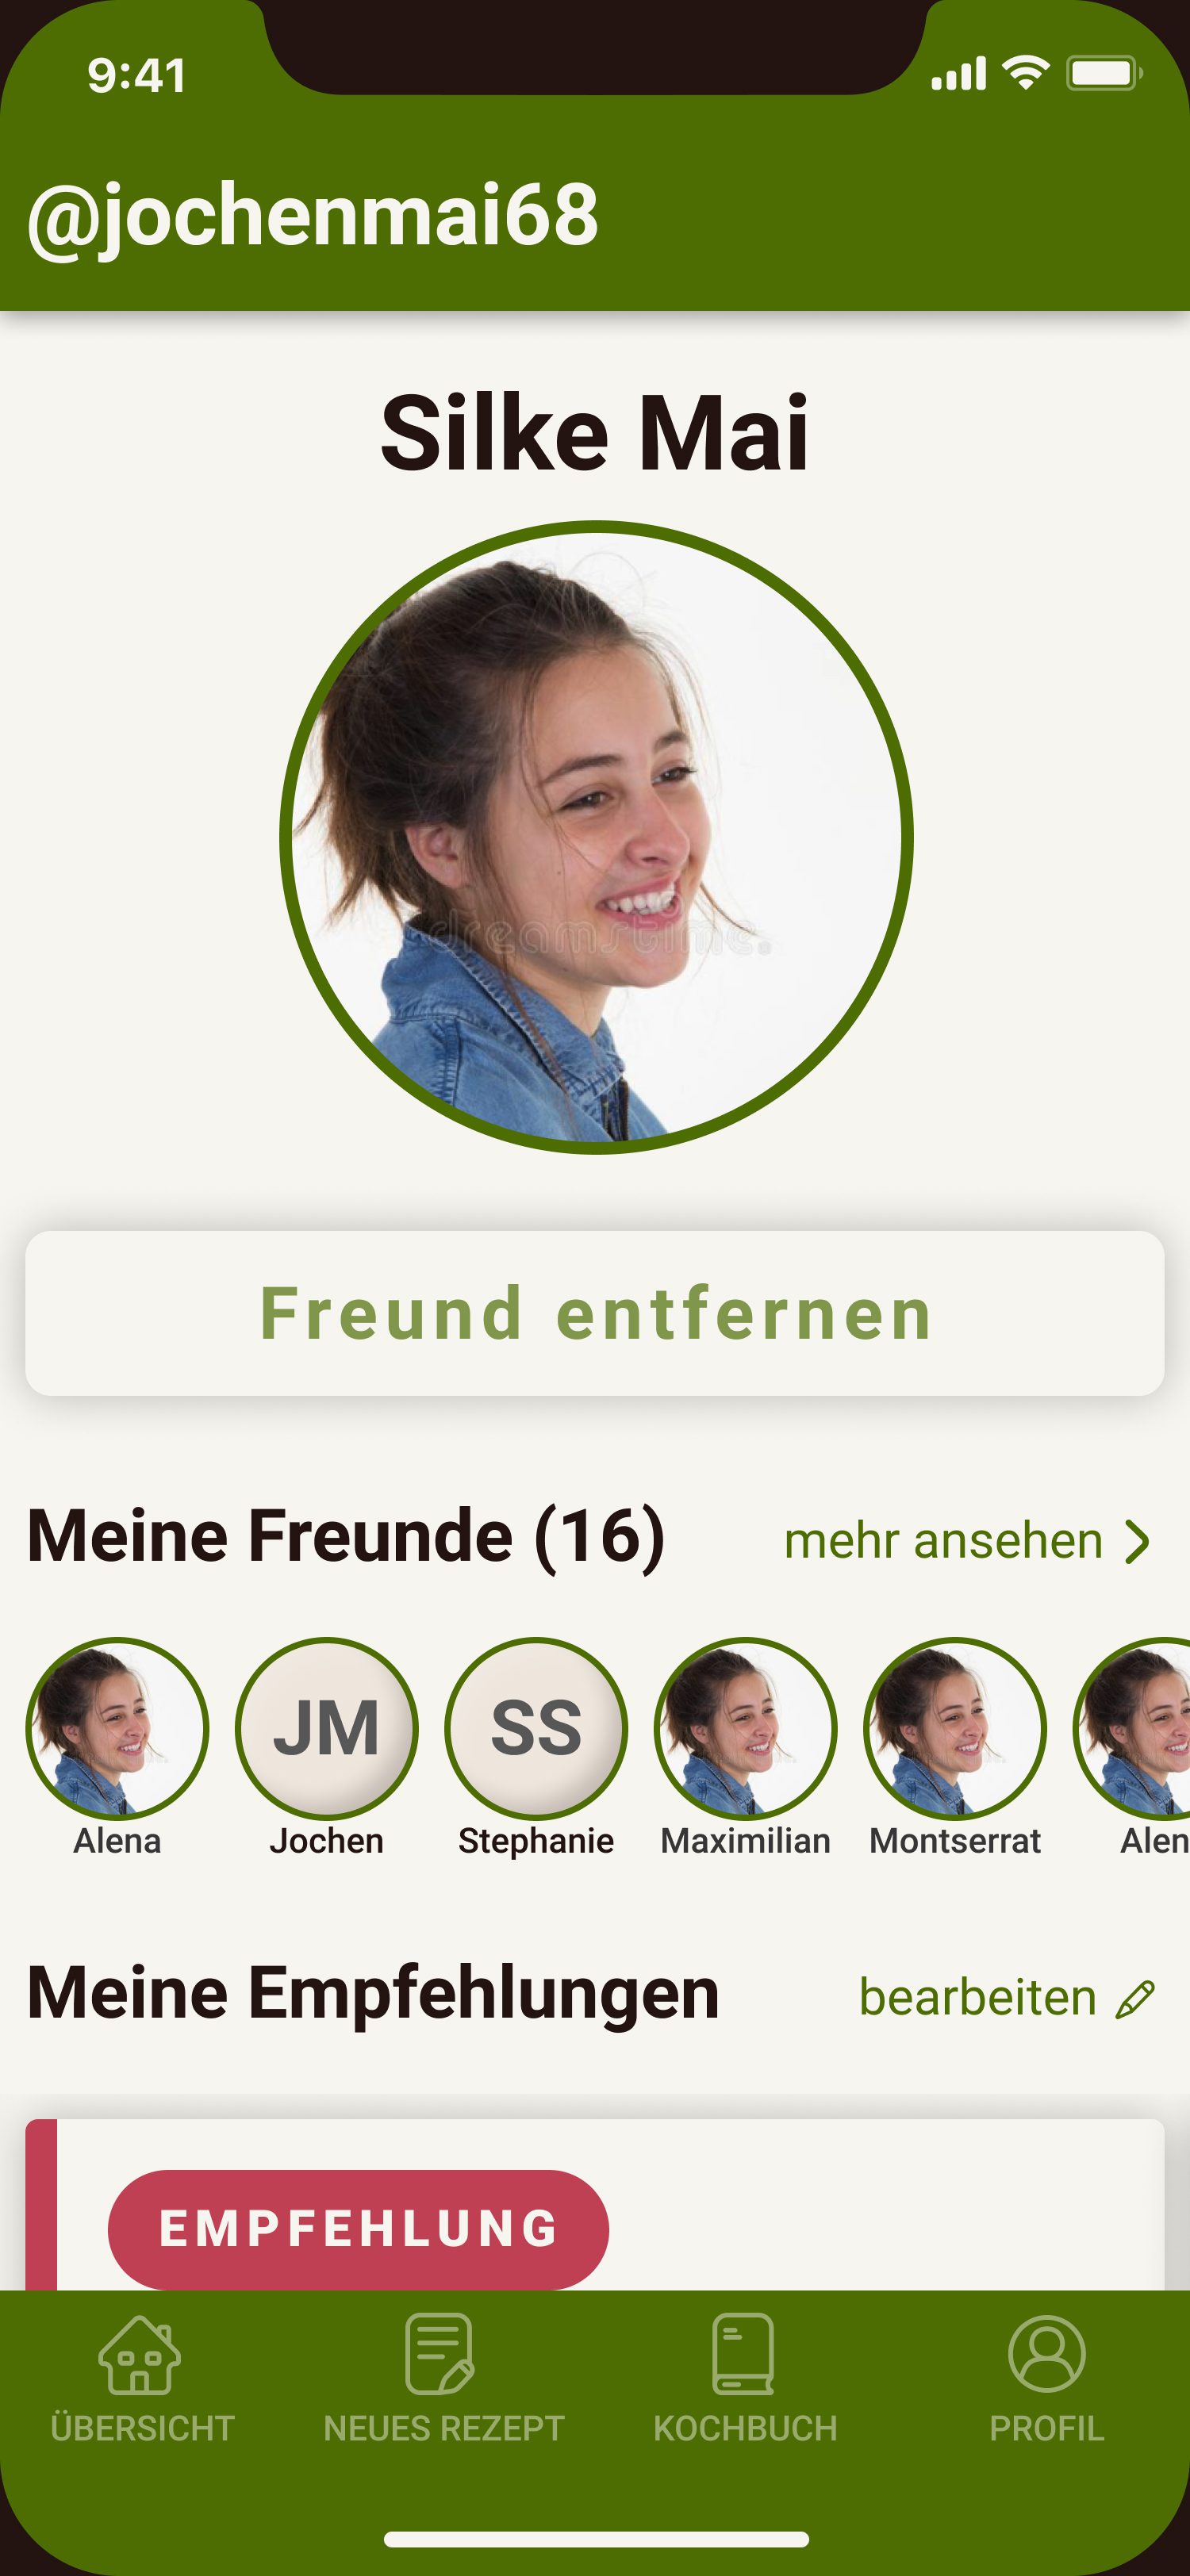 9:41
@jochenmai68
Silke Mai
dreamstime.
Freund entfernen
Meine Freunde (16)
mehr ansehen
JM
SS
Alena
Jochen
Stephanie
Maximilian
Montserrat
Alen
Meine Empfehlungen
bearbeiten
EMPFEHLUNG
ÜBERSICHT
NEUES REZEPT
KOCHBUCH
PROFIL